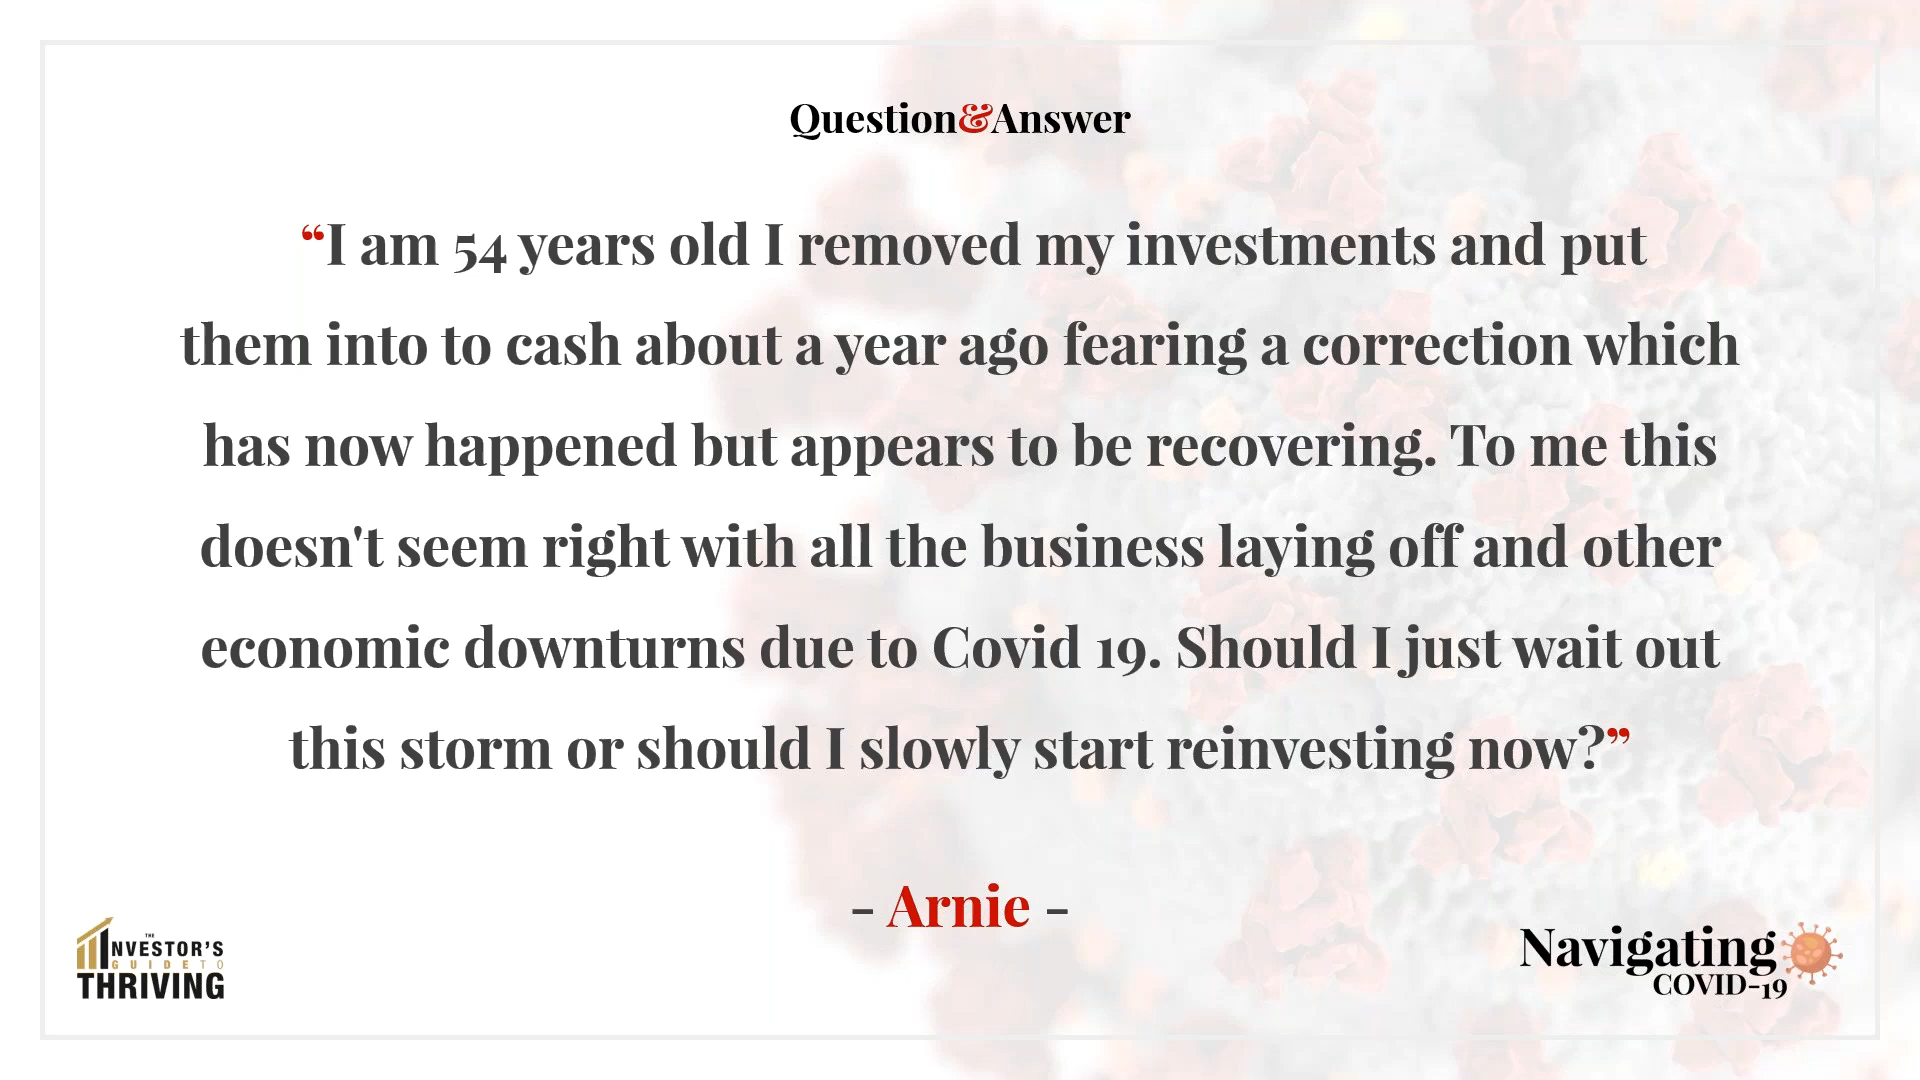 Question&Answer
“I am 54 years old I removed my investments and put
them into to cash about a year ago fearing a correction which
has now happened but appears to be recovering. To me this
doesn't seem right with all the business laying off and other
economic downturns due to Covid 19. Should I just wait out
this storm or should I slowly start reinvesting now?”
- Arnie -
THE
INVESTOR'S
GUIDE TO
THRIVING
Navigating
COVID-19